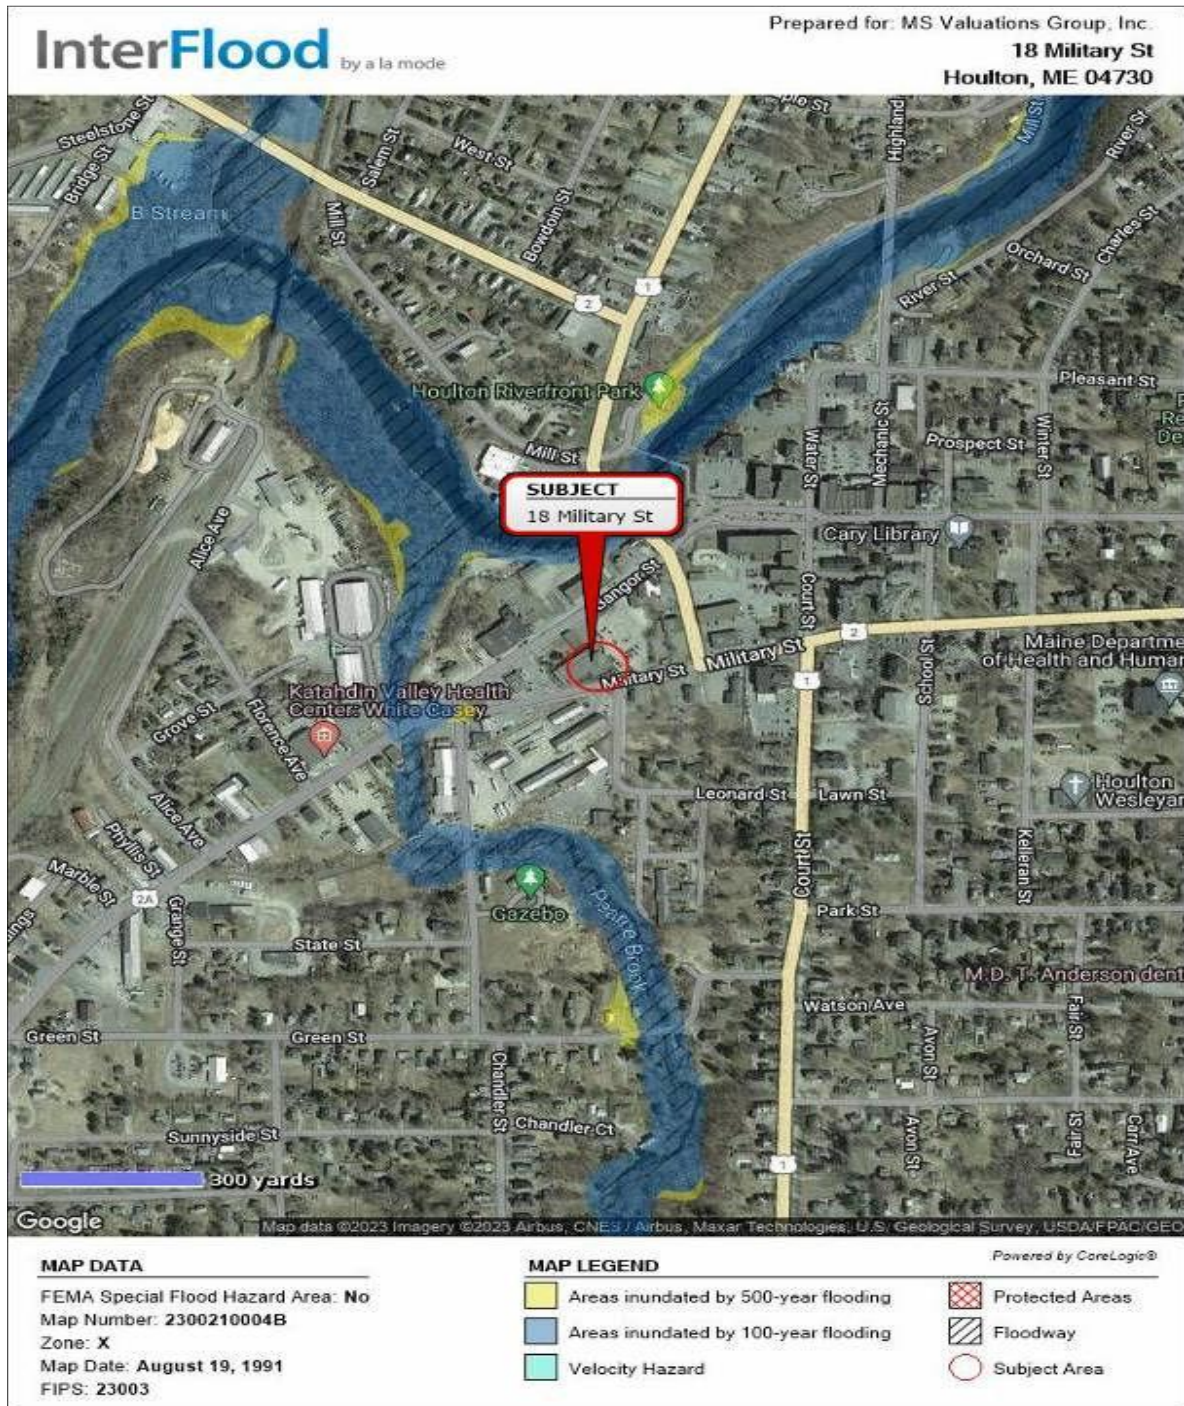 InterFlood by a la mode
Prepared for: MS Valuations Group, Inc.
18 Military St
Houlton, ME 04730
ple St
Highland
Mill St
River St
Steelstone St
Salem St
West St
Bridge St
Bowdoin St
Charles St
B Stream
Mill St
Orchard St
River St
1
2
Pleasant St
Houlton Riverfront Park
Water St
Mechanic St
Winter St
Prospect St
Mill St
SUBJECT
18 Military St
Alice Ave
Cary Library
Bangor St
Court St
2
Military St
Military St
School St
Maine Departme
of Health and Human
1
Katahdin Valley Health
Center: White Casey
Grove St
Florence Ave
Leonard St
Lawn St
Houlton
Wesleyan
Alice Ave
Phyllis St
Court St
Kelleran St
Marble St
2A
Gazebo
Park St
Grange St
Pearce Brook
State St
M.D. T. Anderson dent
Watson Ave
Green St
Green St
Avon St
Fair St
Chandler St
Chandler Ct
Sunnyside St
Avon St
Fair St
Carr Ave
1
300 yards
Google
Map data ©2023 Imagery ©2023 Airbus, CNES / Airbus, Maxar Technologies, U.S. Geological Survey, USDA/FPAC/GEO
Powered by CoreLogic®
MAP DATA
FEMA Special Flood Hazard Area: No
Map Number: 2300210004B
Zone: X
Map Date: August 19, 1991
FIPS: 23003
MAP LEGEND
Areas inundated by 500-year flooding
Areas inundated by 100-year flooding
Velocity Hazard
Protected Areas
Floodway
Subject Area